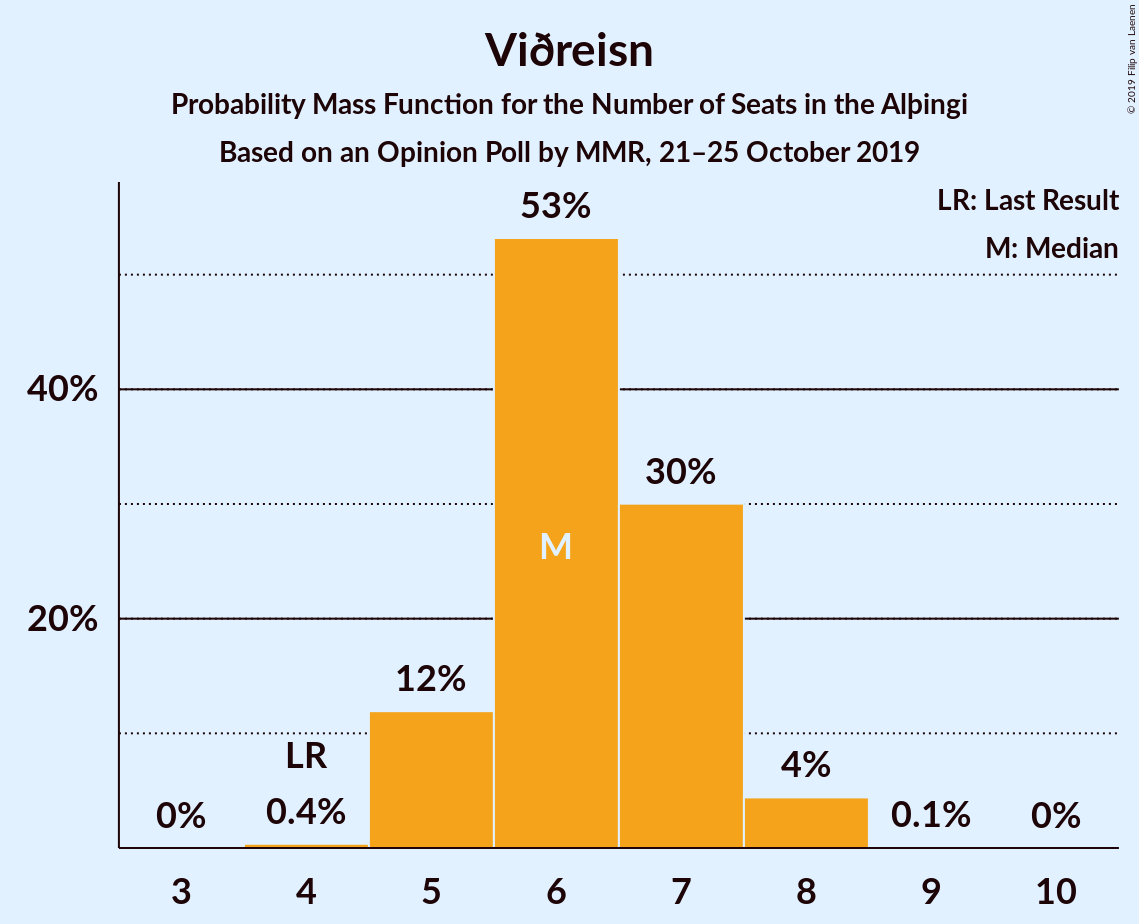 Viðreisn
Probability Mass Function for the Number of Seats in the Alþingi
Based on an Opinion Poll by MMR, 21–25 October 2019
© 2019 Filip van Laenen
LR: Last Result
M: Median
53%
40%
30%
M
20%
12%
LR
4%
0%
0.4%
0.1%
0%
3 4 5 6 7 8 9 10